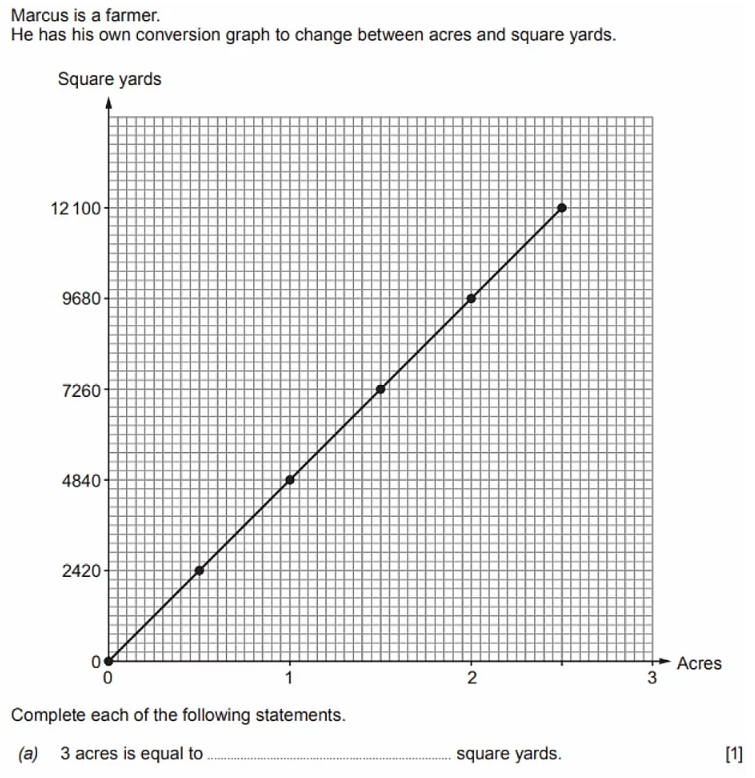 Marcus is a farmer.
He has his own conversion graph to change between acres and square yards.
Square yards
12 100
9680
7260
4840
2420
0
0 1 2 3 Acres
Complete each of the following statements.
(a) 3 acres is equal to ................................................ square yards. [1]